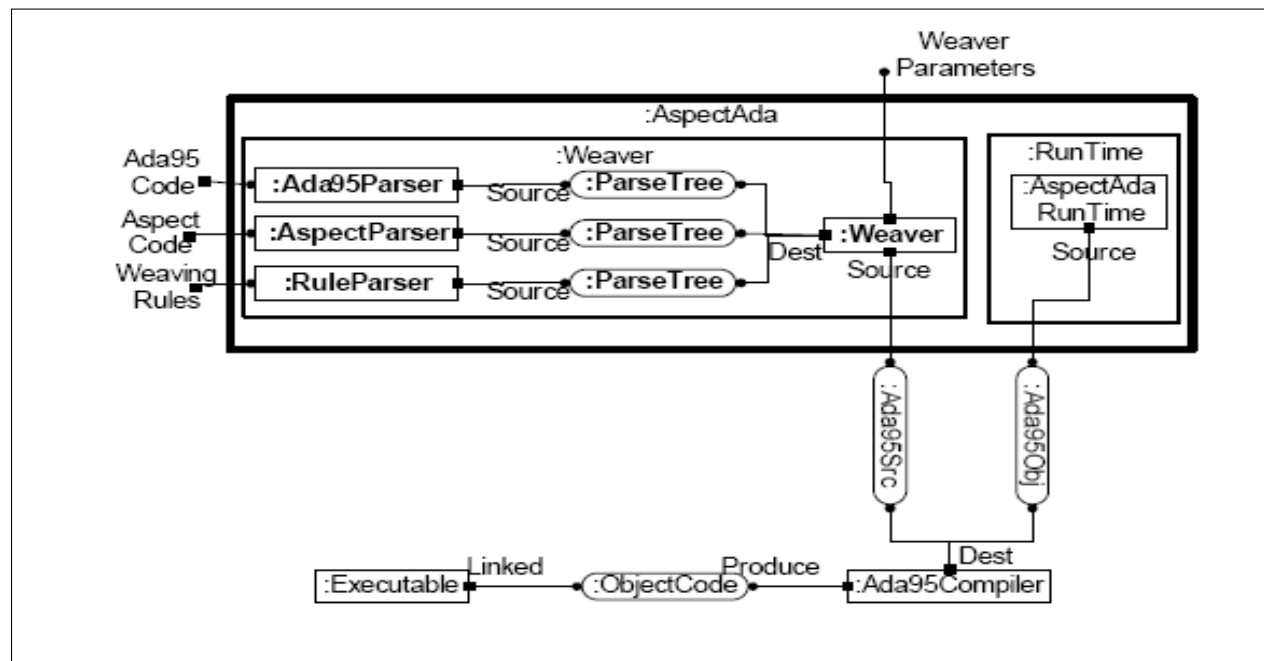 Weaver
Parameters
:AspectAda
:Weaver
:RunTime
Ada95
Code
:Ada95Parser
Source
:ParseTree
:AspectAda
RunTime
Aspect
Code
:AspectParser
Source
:ParseTree
Dest
:Weaver
Source
Source
Weaving
Rules
:RuleParser
Source
:ParseTree
:Ada95Src
:Ada95Obj
Dest
:Executable
Linked
:ObjectCode
Produce
:Ada95Compiler